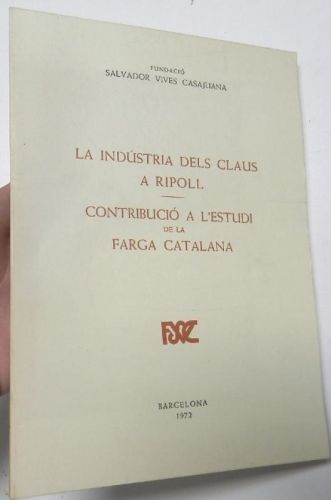 FUNDACIÓ
SALVADOR VIVES CASAJUANA
LA INDÚSTRIA DELS CLAUS
A RIPOLL
CONTRIBUCIÓ A L'ESTUDI
DE LA
FARGA CATALANA
FSVC
BARCELONA
1972